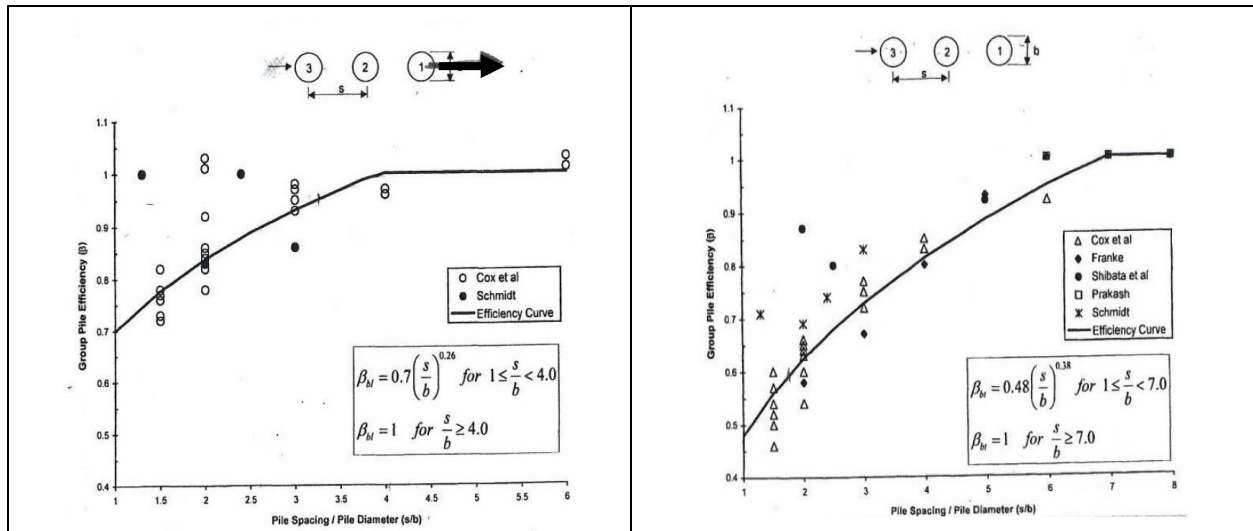 3 2 1
s
1.1
1
0.9
0.8
0.7
0.6
0.5
0.4
Group Pile Efficiency (β)
Cox et al
Schmidt
Efficiency Curve
β_bl = 0.7 (s/b)^0.26 for 1 ≤ s/b < 4.0
β_bl = 1 for s/b ≥ 4.0
1 1.5 2 2.5 3 3.5 4 4.5 5 5.5 6
Pile Spacing / Pile Diameter (s/b)
3 2 1 b
s
1.1
1
0.9
0.8
0.7
0.6
0.5
0.4
Group Pile Efficiency (β)
Cox et al
Franke
Shibata et al
Prakash
Schmidt
Efficiency Curve
β_bt = 0.48 (s/b)^0.38 for 1 ≤ s/b < 7.0
β_bt = 1 for s/b ≥ 7.0
1 2 3 4 5 6 7 8
Pile Spacing / Pile Diameter (s/b)